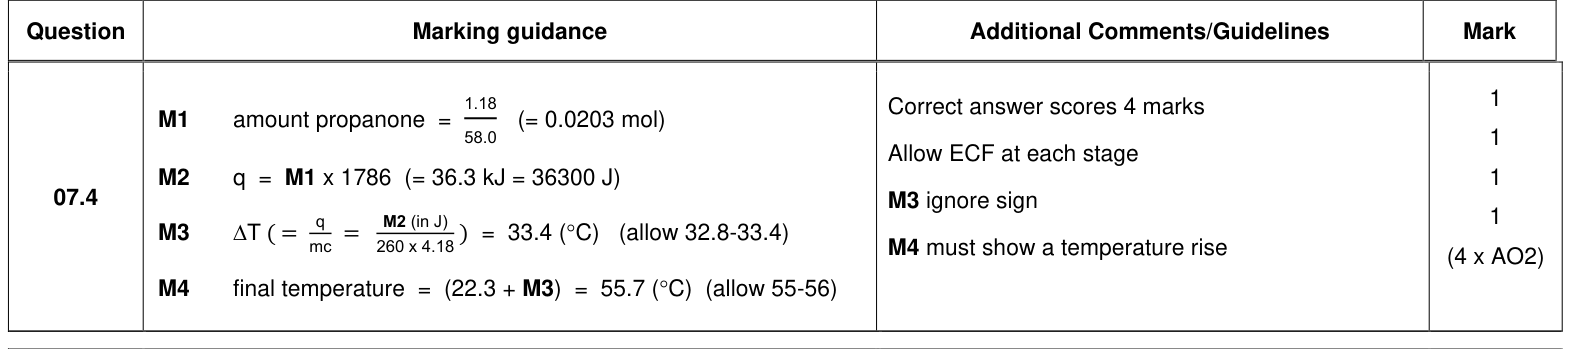 Question Marking guidance Additional Comments/Guidelines Mark
07.4
M1 amount propanone = 1.18/58.0 (= 0.0203 mol)
M2 q = M1 x 1786 (= 36.3 kJ = 36300 J)
M3 ΔT ( = q/mc = M2 (in J)/260 x 4.18 ) = 33.4 (°C) (allow 32.8-33.4)
M4 final temperature = (22.3 + M3) = 55.7 (°C) (allow 55-56)
Correct answer scores 4 marks
Allow ECF at each stage
M3 ignore sign
M4 must show a temperature rise
1
1
1
1
(4 x AO2)